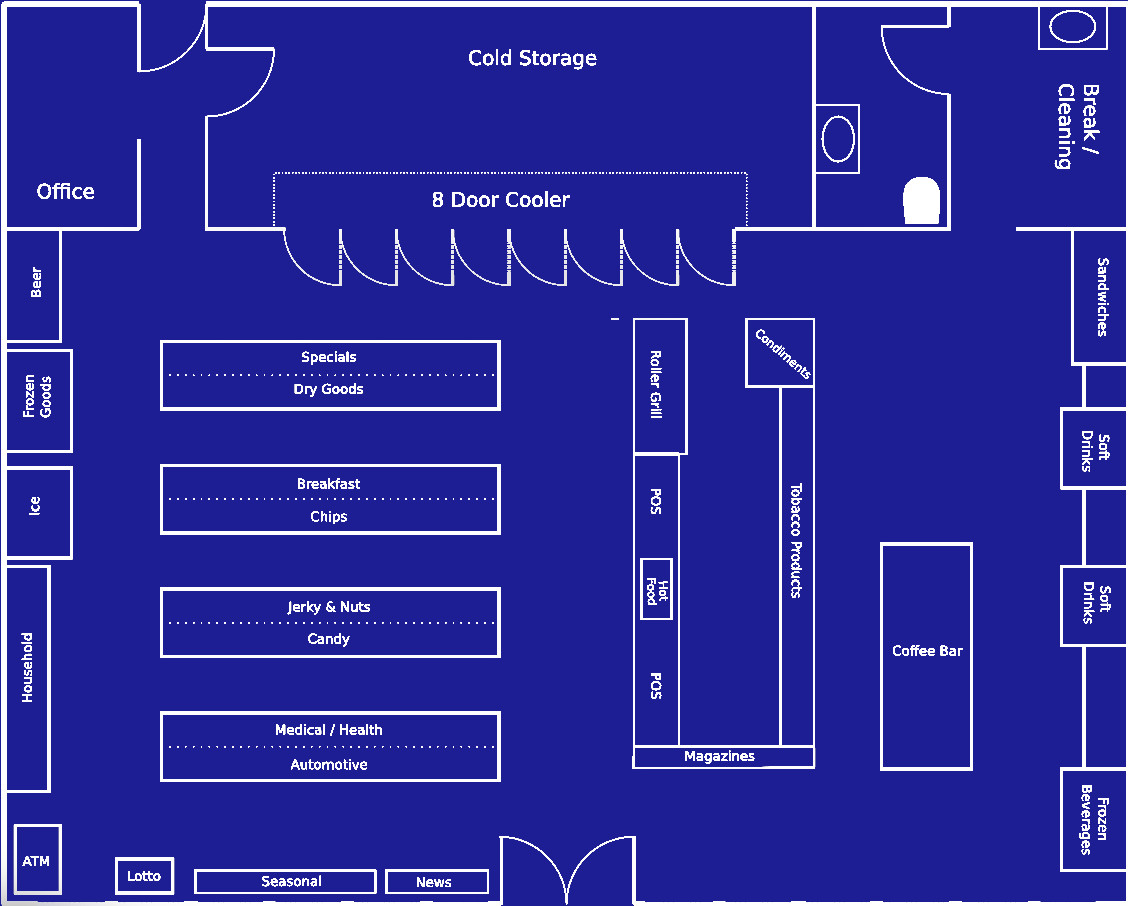 Cold Storage
Break /
Cleaning
Office
8 Door Cooler
Beer
Sandwiches
Specials
Dry Goods
Roller Grill
Condiments
Frozen
Goods
Soft
Drinks
Breakfast
Chips
Ice
POS
Tobacco Products
Hot
Food
Soft
Drinks
Jerky & Nuts
Candy
Household
Coffee Bar
POS
Medical / Health
Automotive
Magazines
Frozen
Beverages
ATM
Lotto
Seasonal
News